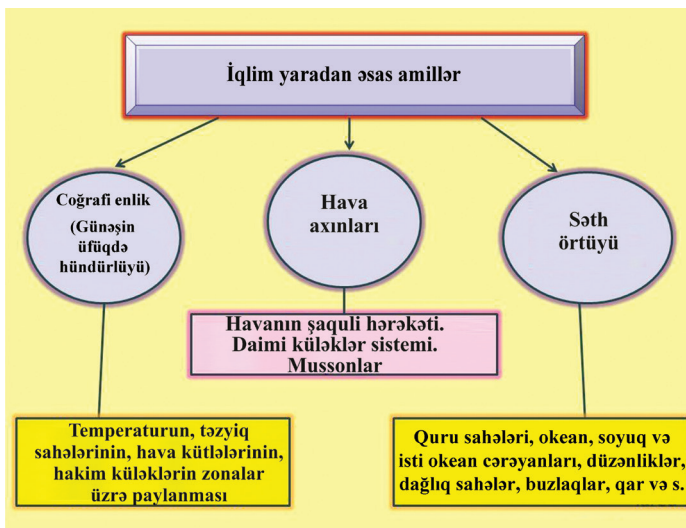 İqlim yaradan əsas amillər
Coğrafi enlik
(Günəşin
üfüqdə
hündürlüyü)
Hava
axınları
Səth
örtüyü
Havanın şaquli hərəkəti.
Daimi küləklər sistemi.
Mussonlar
Temperaturun, təzyiq
sahələrinin, hava kütlələrinin,
hakim küləklərin zonalar
üzrə paylanması
Quru sahələri, okean, soyuq və
isti okean cərəyanları, düzənliklər,
dağlıq sahələr, buzlaqlar, qar və s.